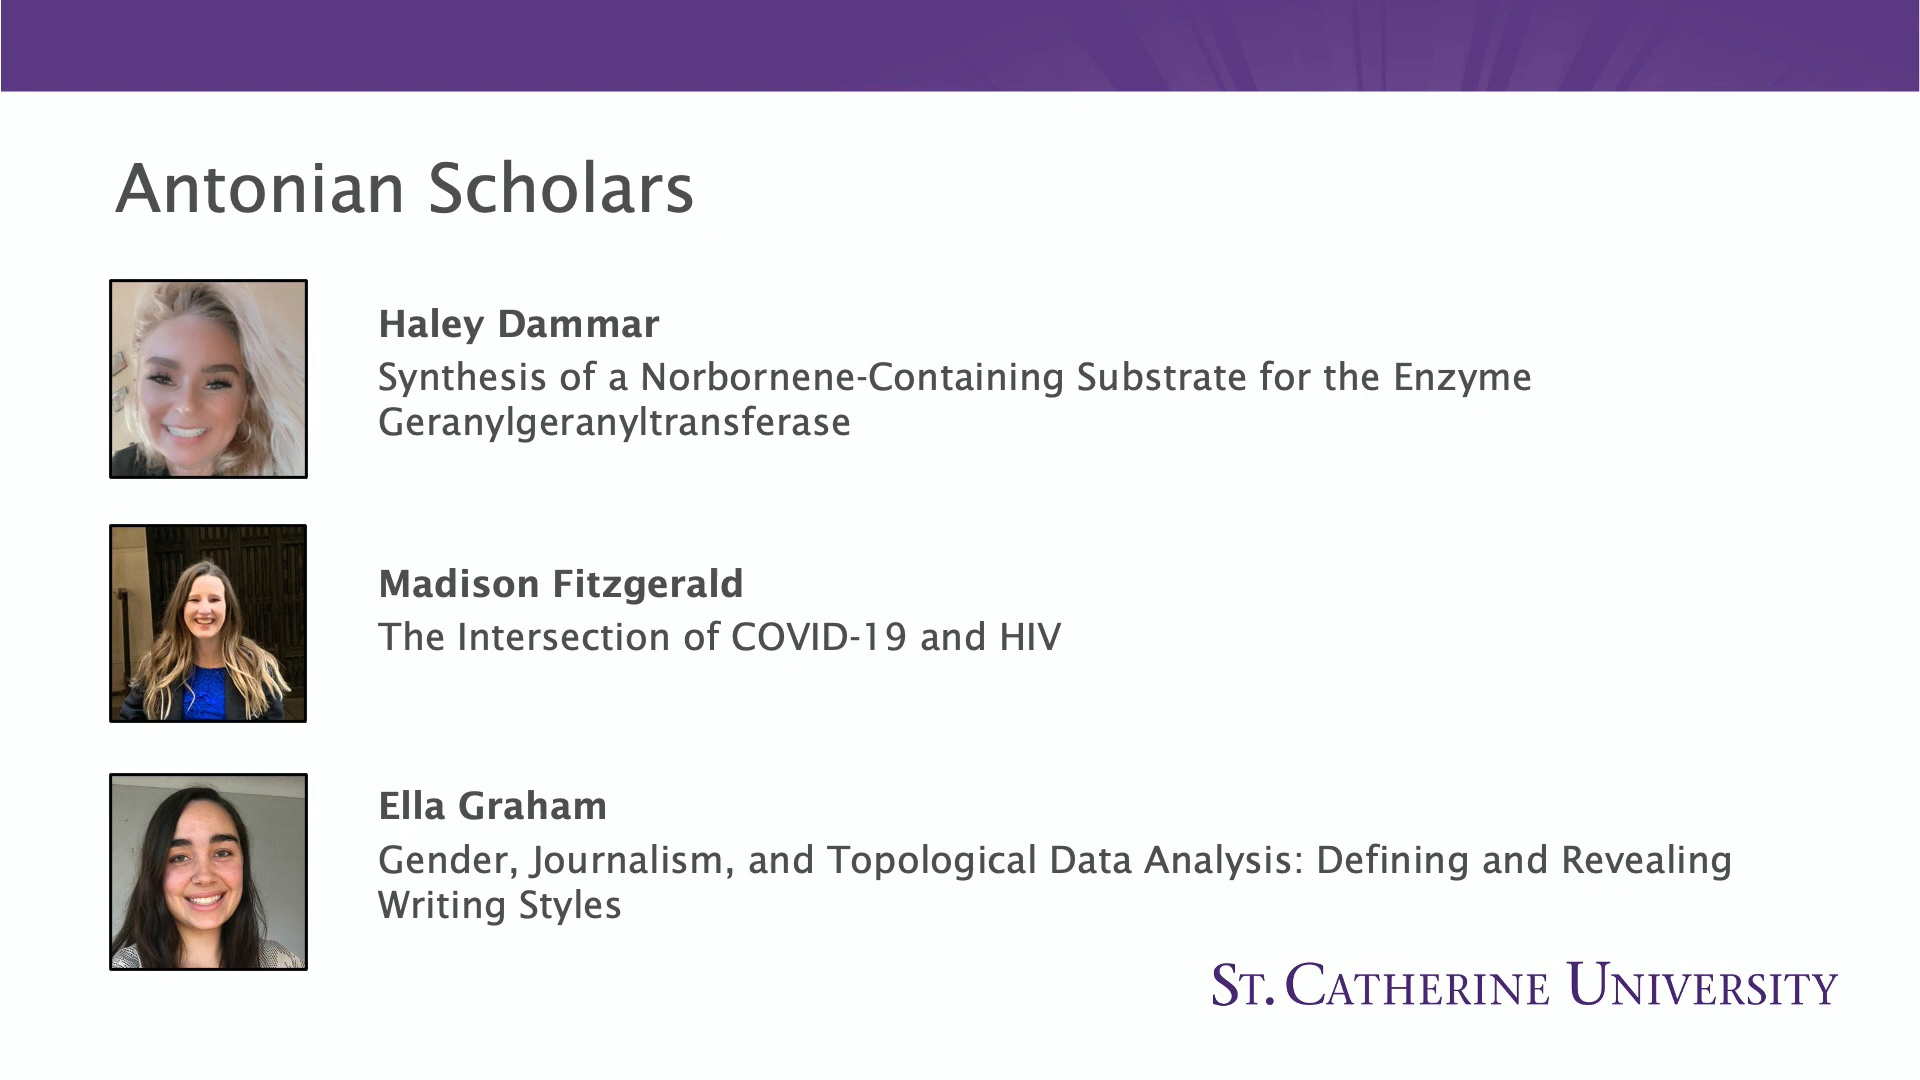 Antonian Scholars
Haley Dammar
Synthesis of a Norbornene-Containing Substrate for the Enzyme
Geranylgeranyltransferase
Madison Fitzgerald
The Intersection of COVID-19 and HIV
Ella Graham
Gender, Journalism, and Topological Data Analysis: Defining and Revealing
Writing Styles
ST. CATHERINE UNIVERSITY